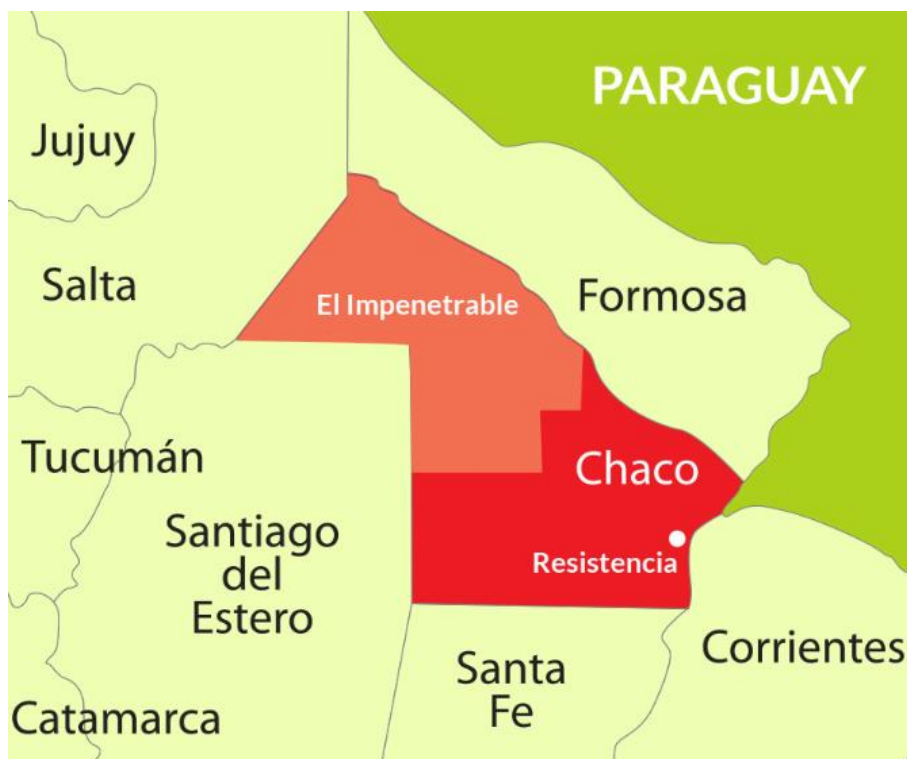 PARAGUAY
Jujuy
Salta
El Impenetrable
Formosa
Tucumán
Chaco
Santiago
del
Estero
Resistencia
Santa
Fe
Corrientes
Catamarca